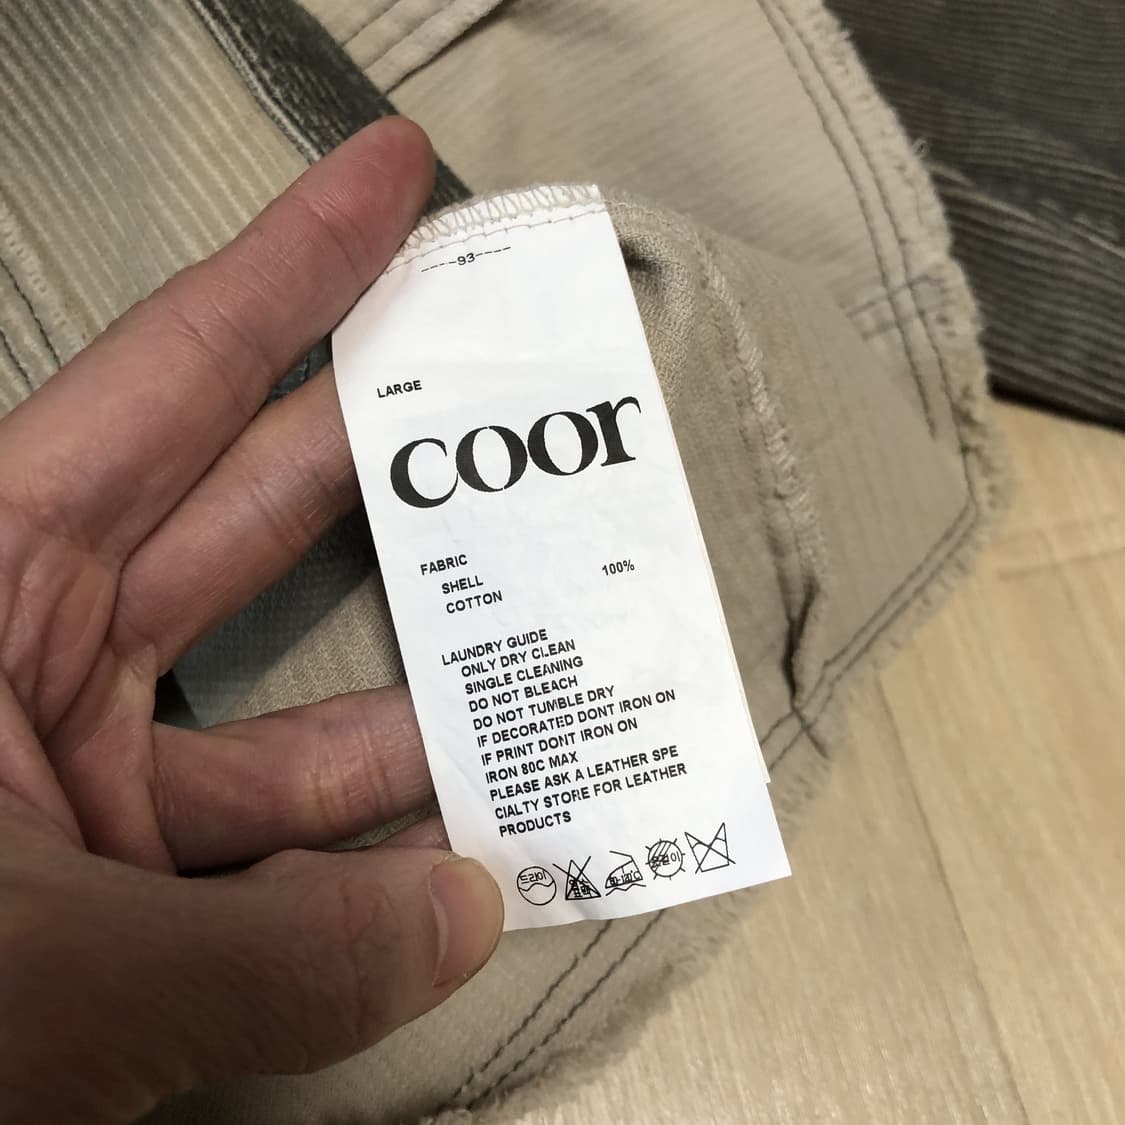 ----93----
LARGE
coor
FABRIC
SHELL 100%
COTTON
LAUNDRY GUIDE
ONLY DRY CLEAN
SINGLE CLEANING
DO NOT BLEACH
DO NOT TUMBLE DRY
IF DECORATED DONT IRON ON
IF PRINT DONT IRON ON
IRON 80C MAX
PLEASE ASK A LEATHER SPE
CIALTY STORE FOR LEATHER
PRODUCTS
드라이